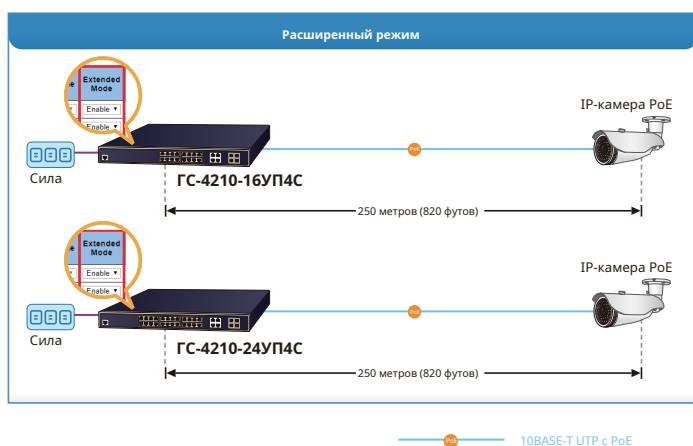 Расширенный режим
Extended
Mode
Enable
Enable
IP-камера PoE
PoE
Сила
ГС-4210-16УП4С
250 метров (820 футов)
Extended
Mode
Enable
Enable
IP-камера PoE
PoE
Сила
ГС-4210-24УП4С
250 метров (820 футов)
PoE 10BASE-T UTP с PoE